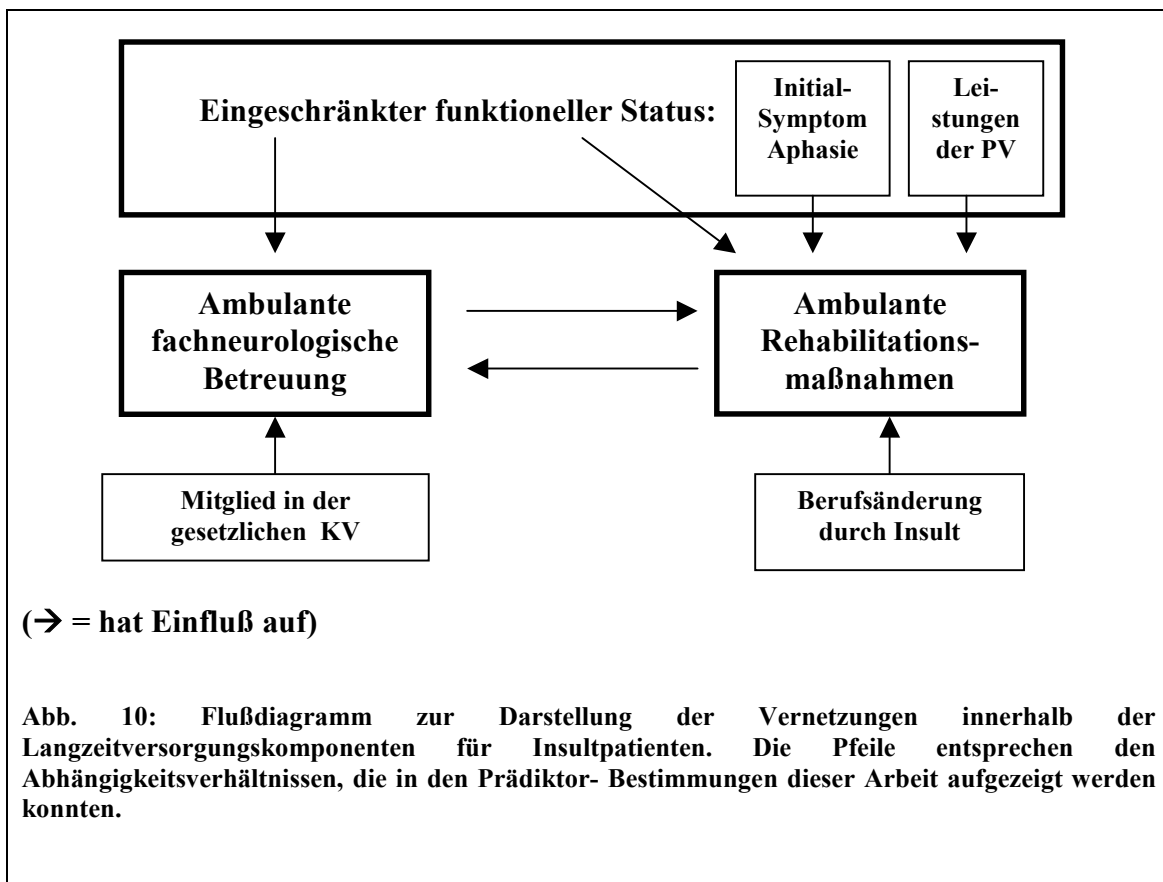 Eingeschränkter funktioneller Status:
Initial-
Symptom
Aphasie
Lei-
stungen
der PV
Ambulante
fachneurologische
Betreuung
Ambulante
Rehabilitations-
maßnahmen
Mitglied in der
gesetzlichen KV
Berufsänderung
durch Insult
(→ = hat Einfluß auf)
Abb. 10: Flußdiagramm zur Darstellung der Vernetzungen innerhalb der
Langzeitversorgungskomponenten für Insultpatienten. Die Pfeile entsprechen den
Abhängigkeitsverhältnissen, die in den Prädiktor- Bestimmungen dieser Arbeit aufgezeigt werden
konnten.